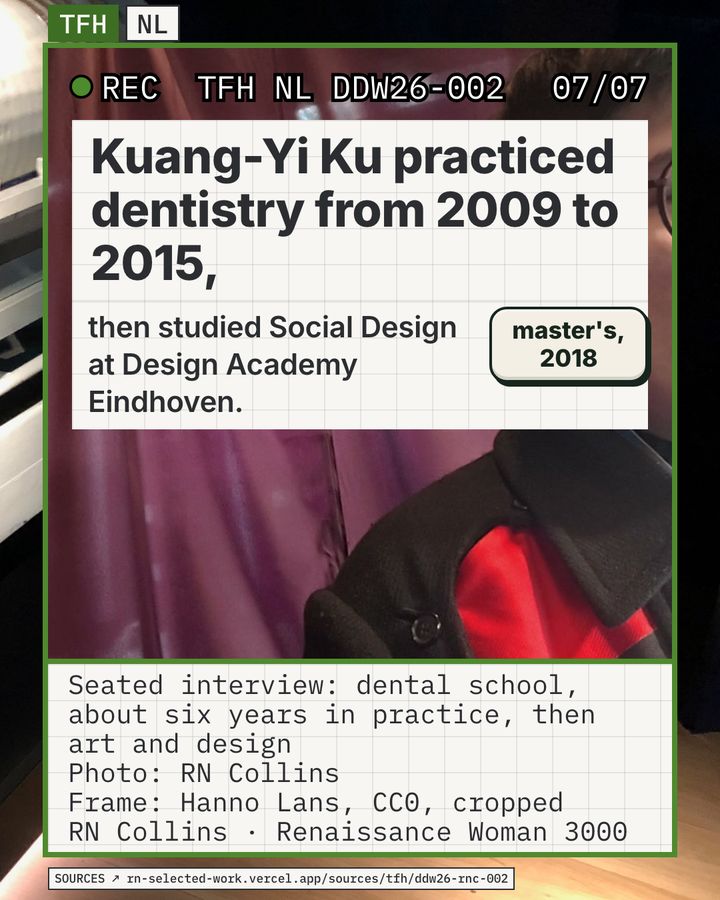 TFH NL
REC TFH NL DDW26-002 07/07
Kuang-Yi Ku practiced
dentistry from 2009 to
2015,
then studied Social Design
at Design Academy
Eindhoven.
master's,
2018
Seated interview: dental school,
about six years in practice, then
art and design
Photo: RN Collins
Frame: Hanno Lans, CC0, cropped
RN Collins · Renaissance Woman 3000
SOURCES ↗ rn-selected-work.vercel.app/sources/tfh/ddw26-rnc-002